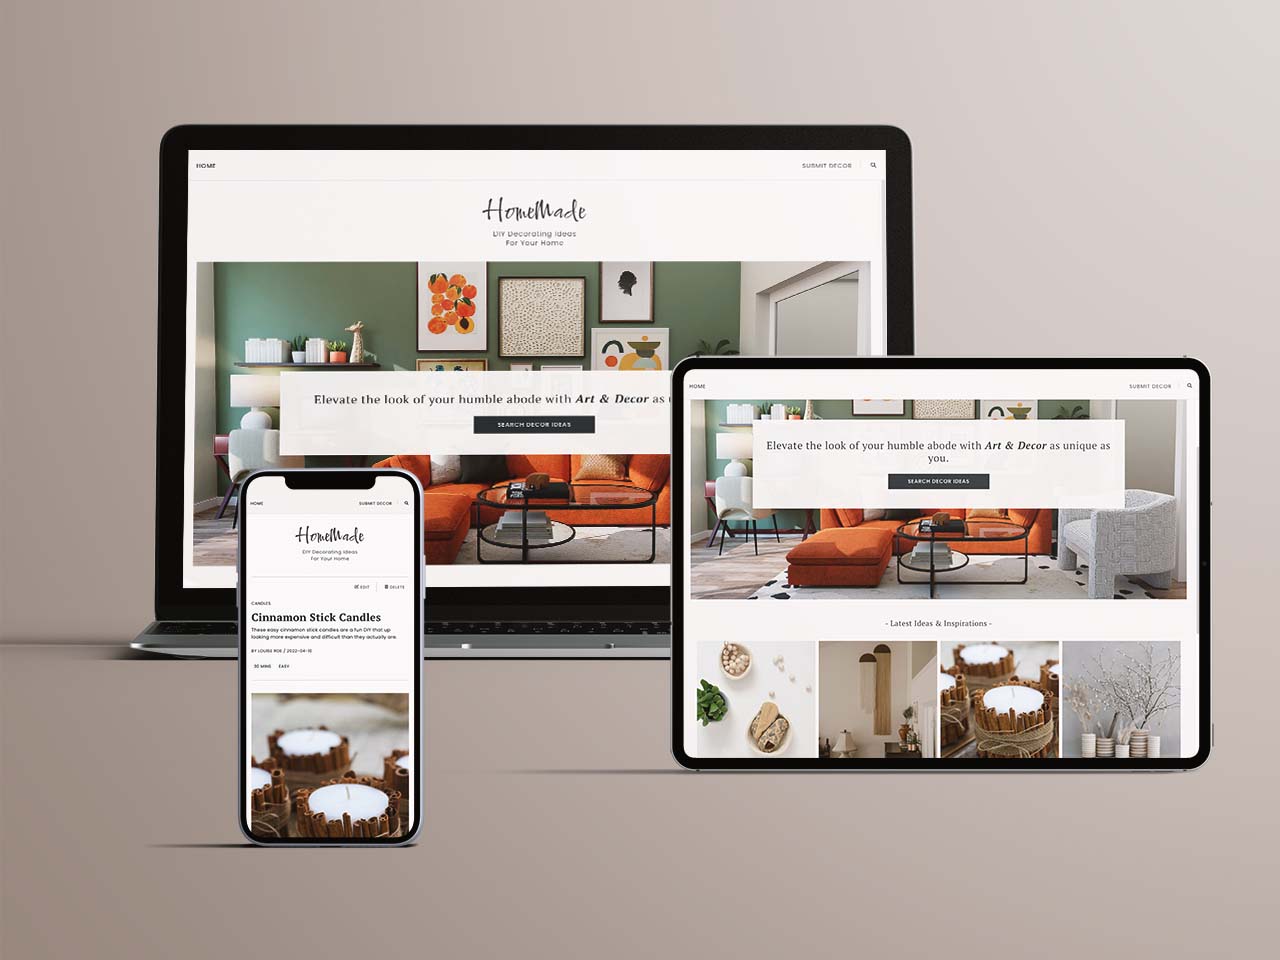 HOME
SUBMIT DECOR
HomeMade
DIY Decorating Ideas
For Your Home
Elevate the look of your humble abode with Art & Decor as
SEARCH DECOR IDEAS
HOME
SUBMIT DECOR
HomeMade
DIY Decorating Ideas
For Your Home
EDIT
DELETE
CANDLES
Cinnamon Stick Candles
These easy cinnamon stick candles are a fun DIY that up
looking more expensive and difficult than they actually are.
BY LOUISE ROE / 2022-04-10
30 MINS
EASY
HOME
SUBMIT DECOR
Elevate the look of your humble abode with Art & Decor as unique as
you.
SEARCH DECOR IDEAS
- Latest Ideas & Inspirations -